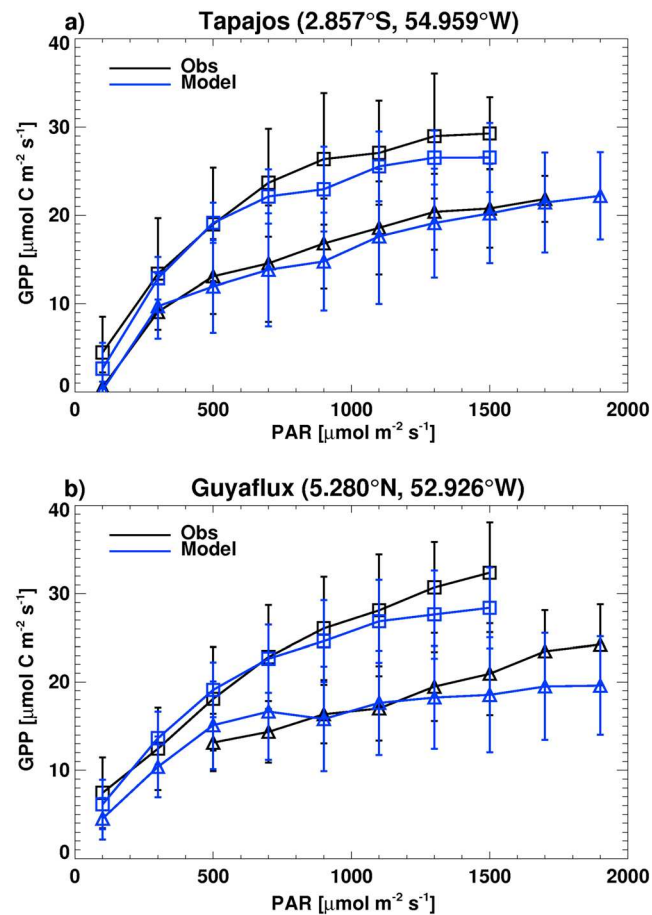 a) Tapajos (2.857°S, 54.959°W)
Obs
Model
40
30
20
10
0
GPP [μmol C m⁻² s⁻¹]
0 500 1000 1500 2000
PAR [μmol m⁻² s⁻¹]
b) Guyaflux (5.280°N, 52.926°W)
Obs
Model
40
30
20
10
0
GPP [μmol C m⁻² s⁻¹]
0 500 1000 1500 2000
PAR [μmol m⁻² s⁻¹]